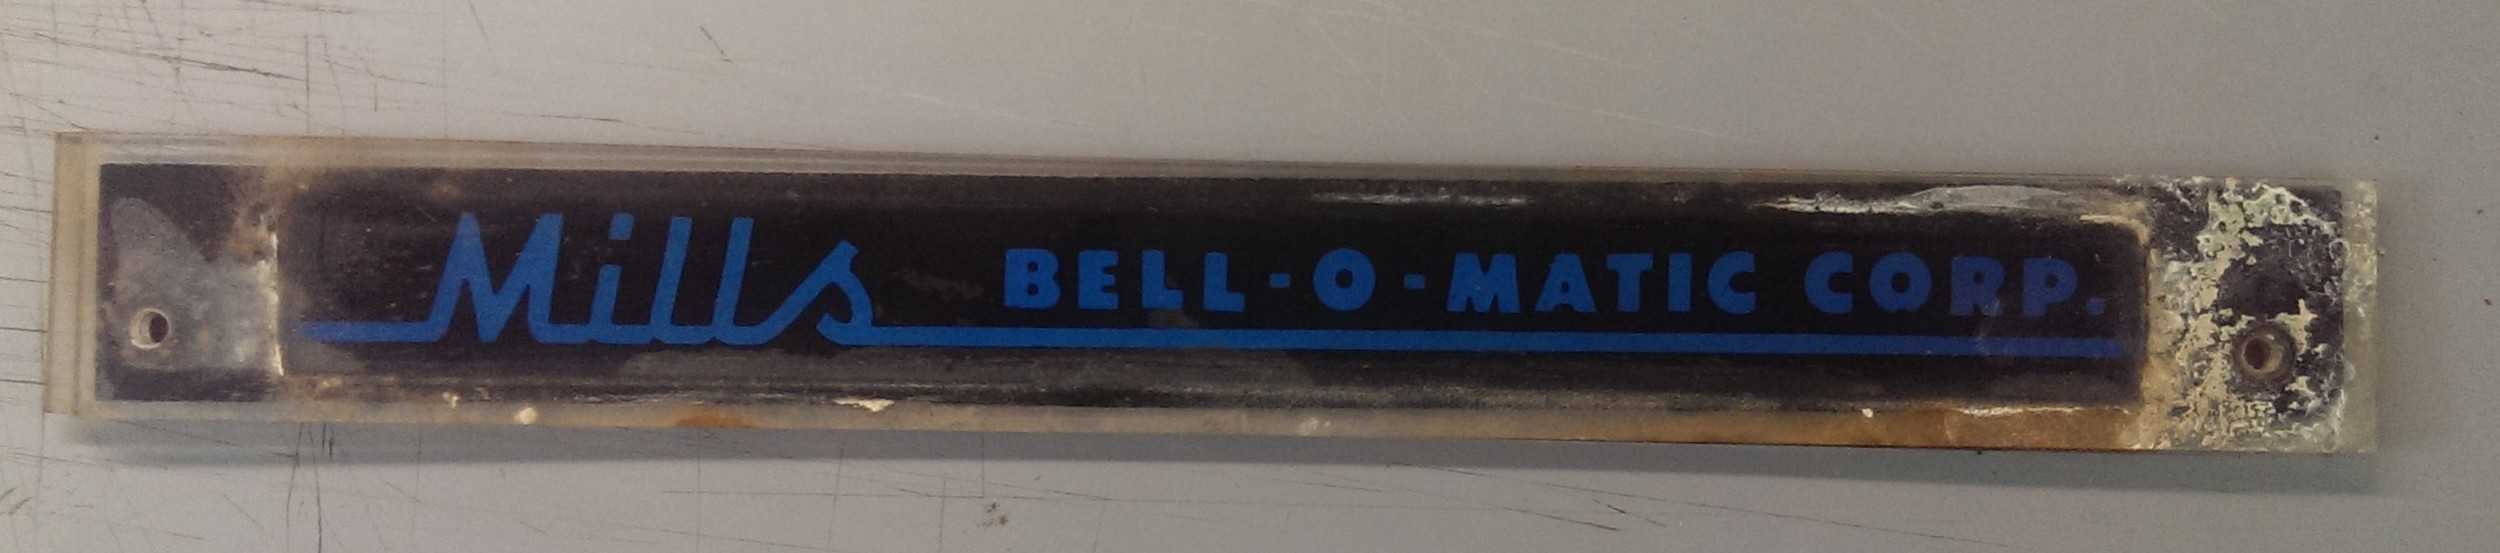 Mills BELL-O-MATIC CORP.